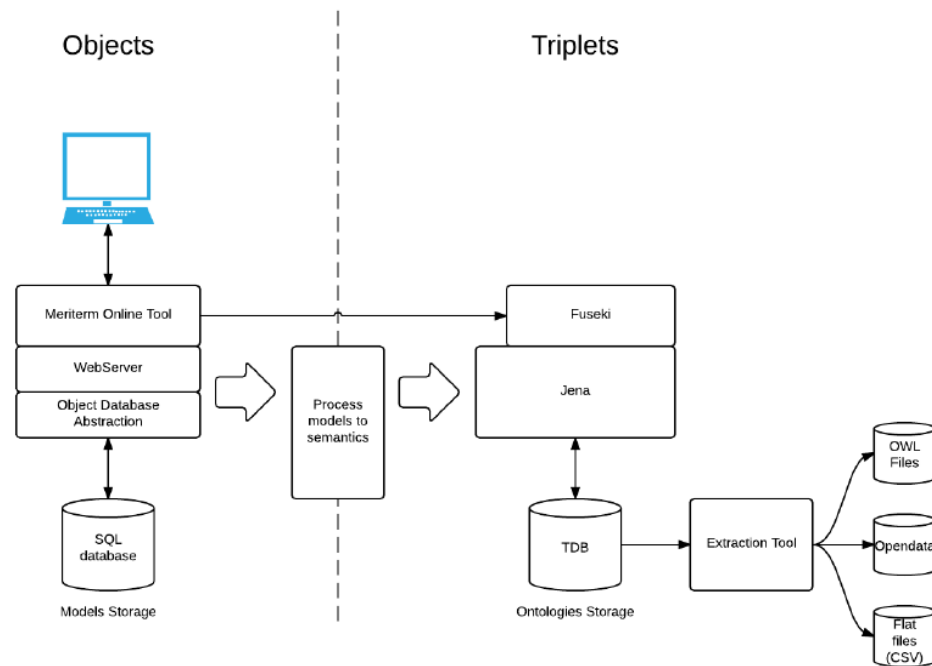 Objects
Triplets
Meriterm Online Tool
WebServer
Object Database
Abstraction
SQL
database
Models Storage
Process
models to
semantics
Fuseki
Jena
TDB
Ontologies Storage
Extraction Tool
OWL
Files
Opendata
Flat
files
(CSV)